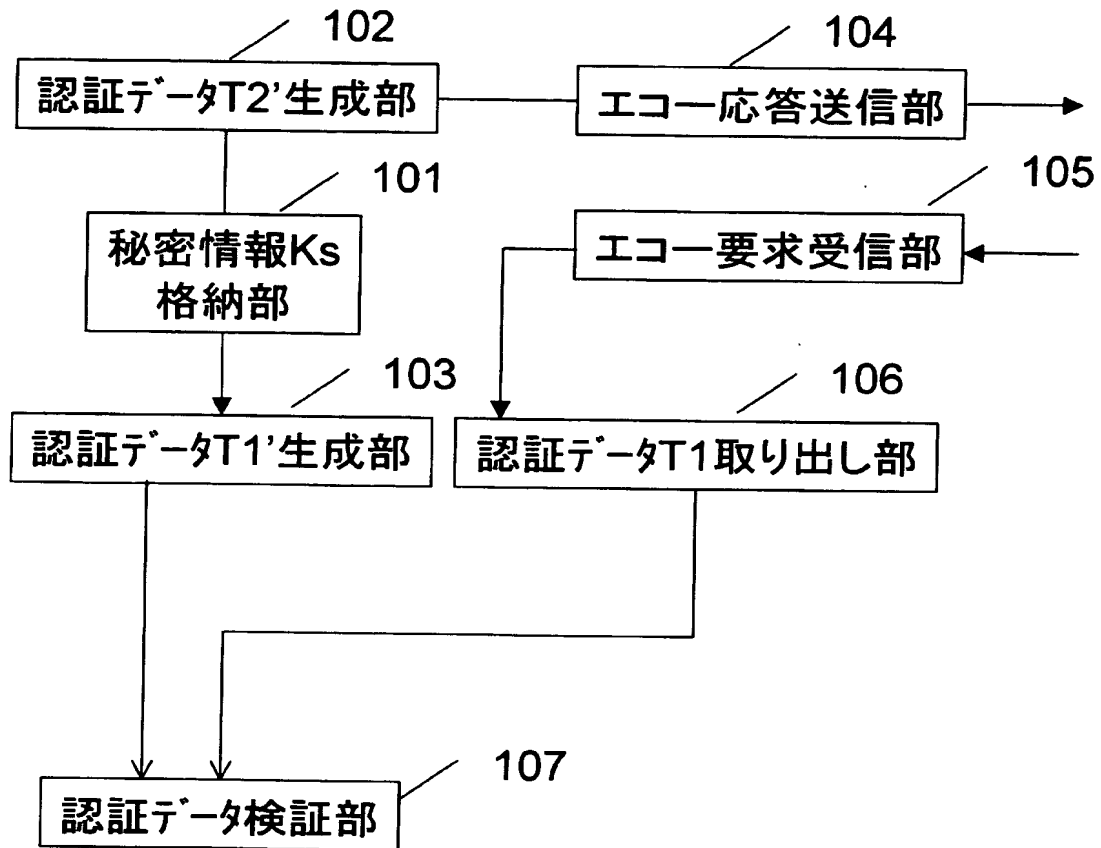 102
認証データT2'生成部
104
エコー応答送信部
101
秘密情報Ks
格納部
105
エコー要求受信部
103
認証データT1'生成部
106
認証データT1取り出し部
107
認証データ検証部